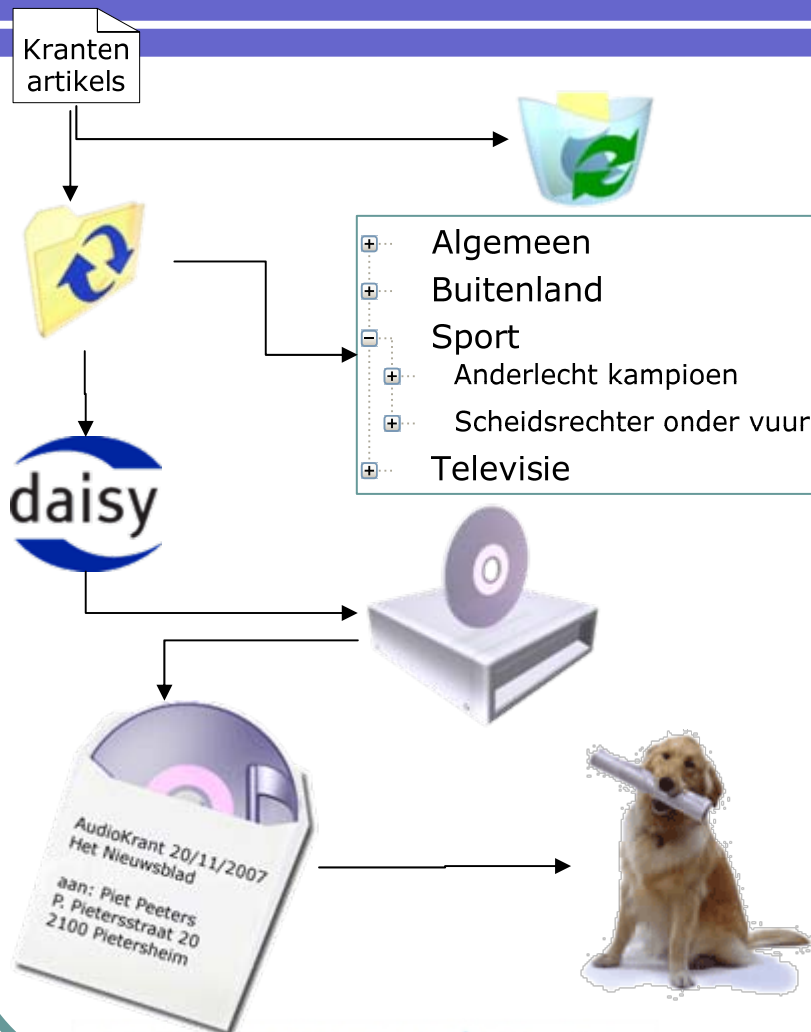 Kranten
artikels
Algemeen
Buitenland
Sport
Anderlecht kampioen
Scheidsrechter onder vuur
Televisie
daisy
AudioKrant 20/11/2007
Het Nieuwsblad
aan: Piet Peeters
P. Pietersstraat 20
2100 Pietersheim